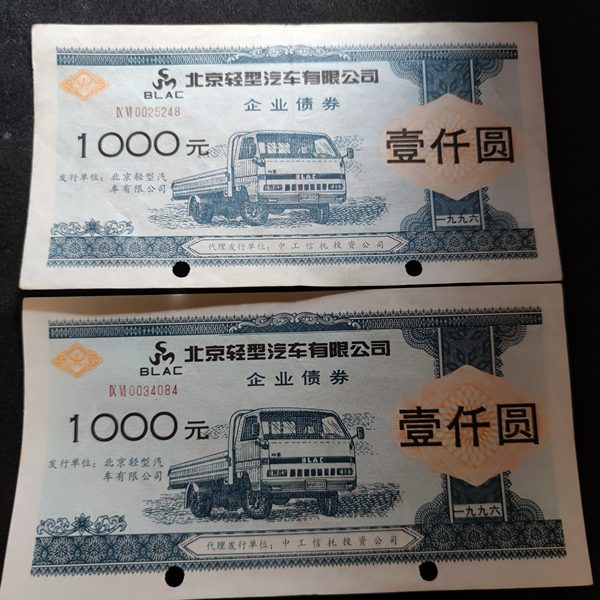 北京轻型汽车有限公司
BLAC
企业债券
ⅨⅥ0025248
1000元
壹仟圆
BLAC
发行单位：北京轻型汽
车有限公司
一九九六
代理发行单位：中工信托投资公司
北京轻型汽车有限公司
BLAC
企业债券
ⅨⅥ0034084
1000元
壹仟圆
BLAC
发行单位：北京轻型汽
车有限公司
一九九六
代理发行单位：中工信托投资公司